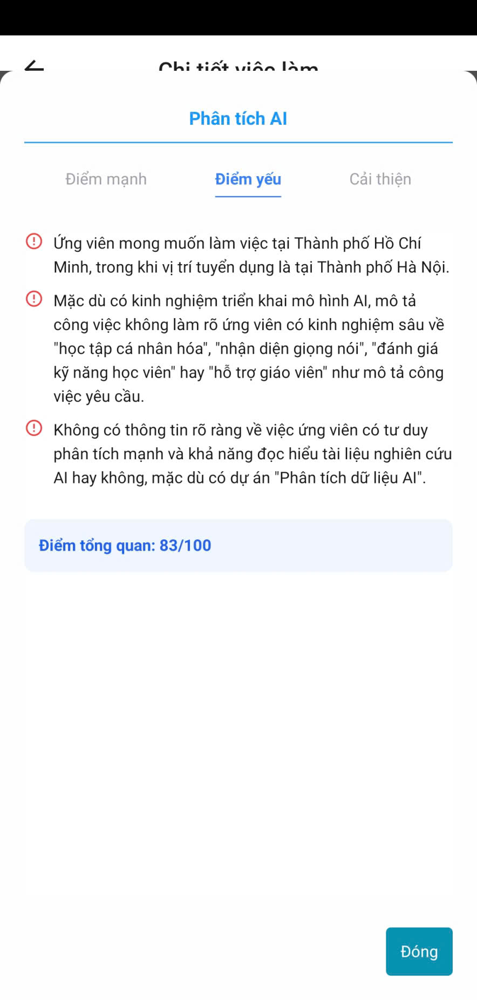 Chi tiết việc làm
Phân tích AI
Điểm mạnh
Điểm yếu
Cải thiện
Ứng viên mong muốn làm việc tại Thành phố Hồ Chí
Minh, trong khi vị trí tuyển dụng là tại Thành phố Hà Nội.
Mặc dù có kinh nghiệm triển khai mô hình AI, mô tả
công việc không làm rõ ứng viên có kinh nghiệm sâu về
"học tập cá nhân hóa", "nhận diện giọng nói", "đánh giá
kỹ năng học viên" hay "hỗ trợ giáo viên" như mô tả công
việc yêu cầu.
Không có thông tin rõ ràng về việc ứng viên có tư duy
phân tích mạnh và khả năng đọc hiểu tài liệu nghiên cứu
AI hay không, mặc dù có dự án "Phân tích dữ liệu AI".
Điểm tổng quan: 83/100
Đóng